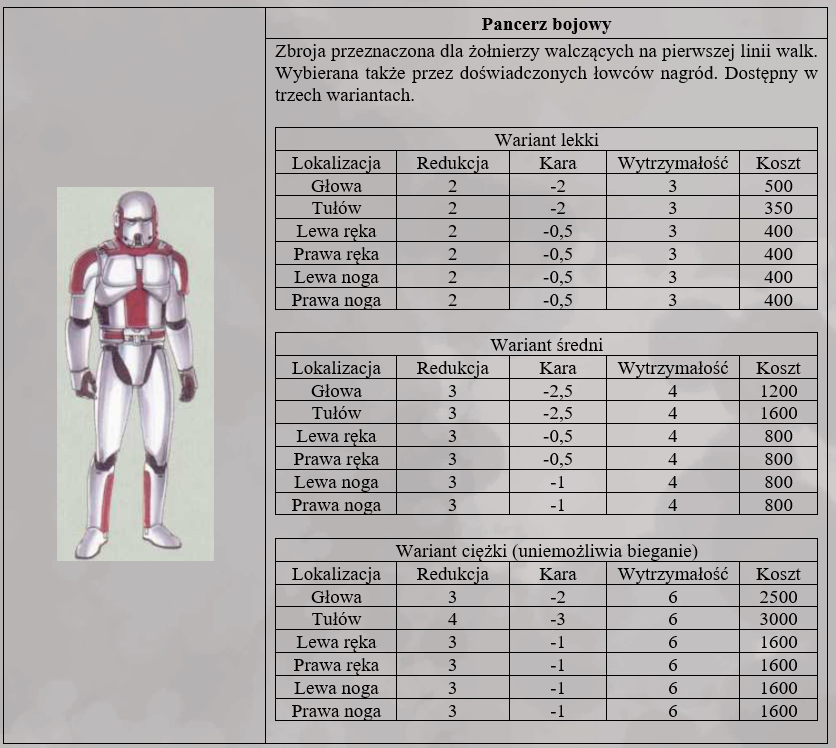 Pancerz bojowy
Zbroja przeznaczona dla żołnierzy walczących na pierwszej linii walk.
Wybierana także przez doświadczonych łowców nagród. Dostępny w
trzech wariantach.
Wariant lekki
Lokalizacja Redukcja Kara Wytrzymałość Koszt
Głowa 2 -2 3 500
Tułów 2 -2 3 350
Lewa ręka 2 -0,5 3 400
Prawa ręka 2 -0,5 3 400
Lewa noga 2 -0,5 3 400
Prawa noga 2 -0,5 3 400
Wariant średni
Lokalizacja Redukcja Kara Wytrzymałość Koszt
Głowa 3 -2,5 4 1200
Tułów 3 -2,5 4 1600
Lewa ręka 3 -0,5 4 800
Prawa ręka 3 -0,5 4 800
Lewa noga 3 -1 4 800
Prawa noga 3 -1 4 800
Wariant ciężki (uniemożliwia bieganie)
Lokalizacja Redukcja Kara Wytrzymałość Koszt
Głowa 3 -2 6 2500
Tułów 4 -3 6 3000
Lewa ręka 3 -1 6 1600
Prawa ręka 3 -1 6 1600
Lewa noga 3 -1 6 1600
Prawa noga 3 -1 6 1600